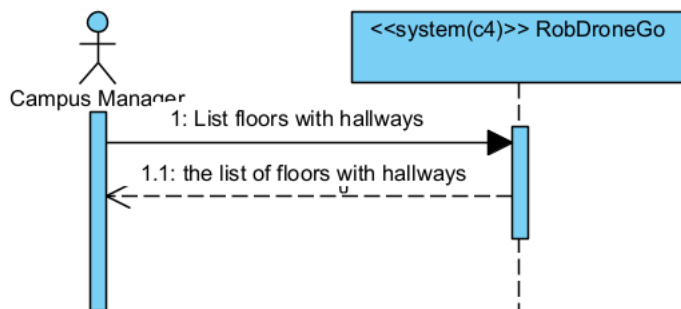 <<system(c4)>> RobDroneGo
Campus Manager
1: List floors with hallways
1.1: the list of floors with hallways